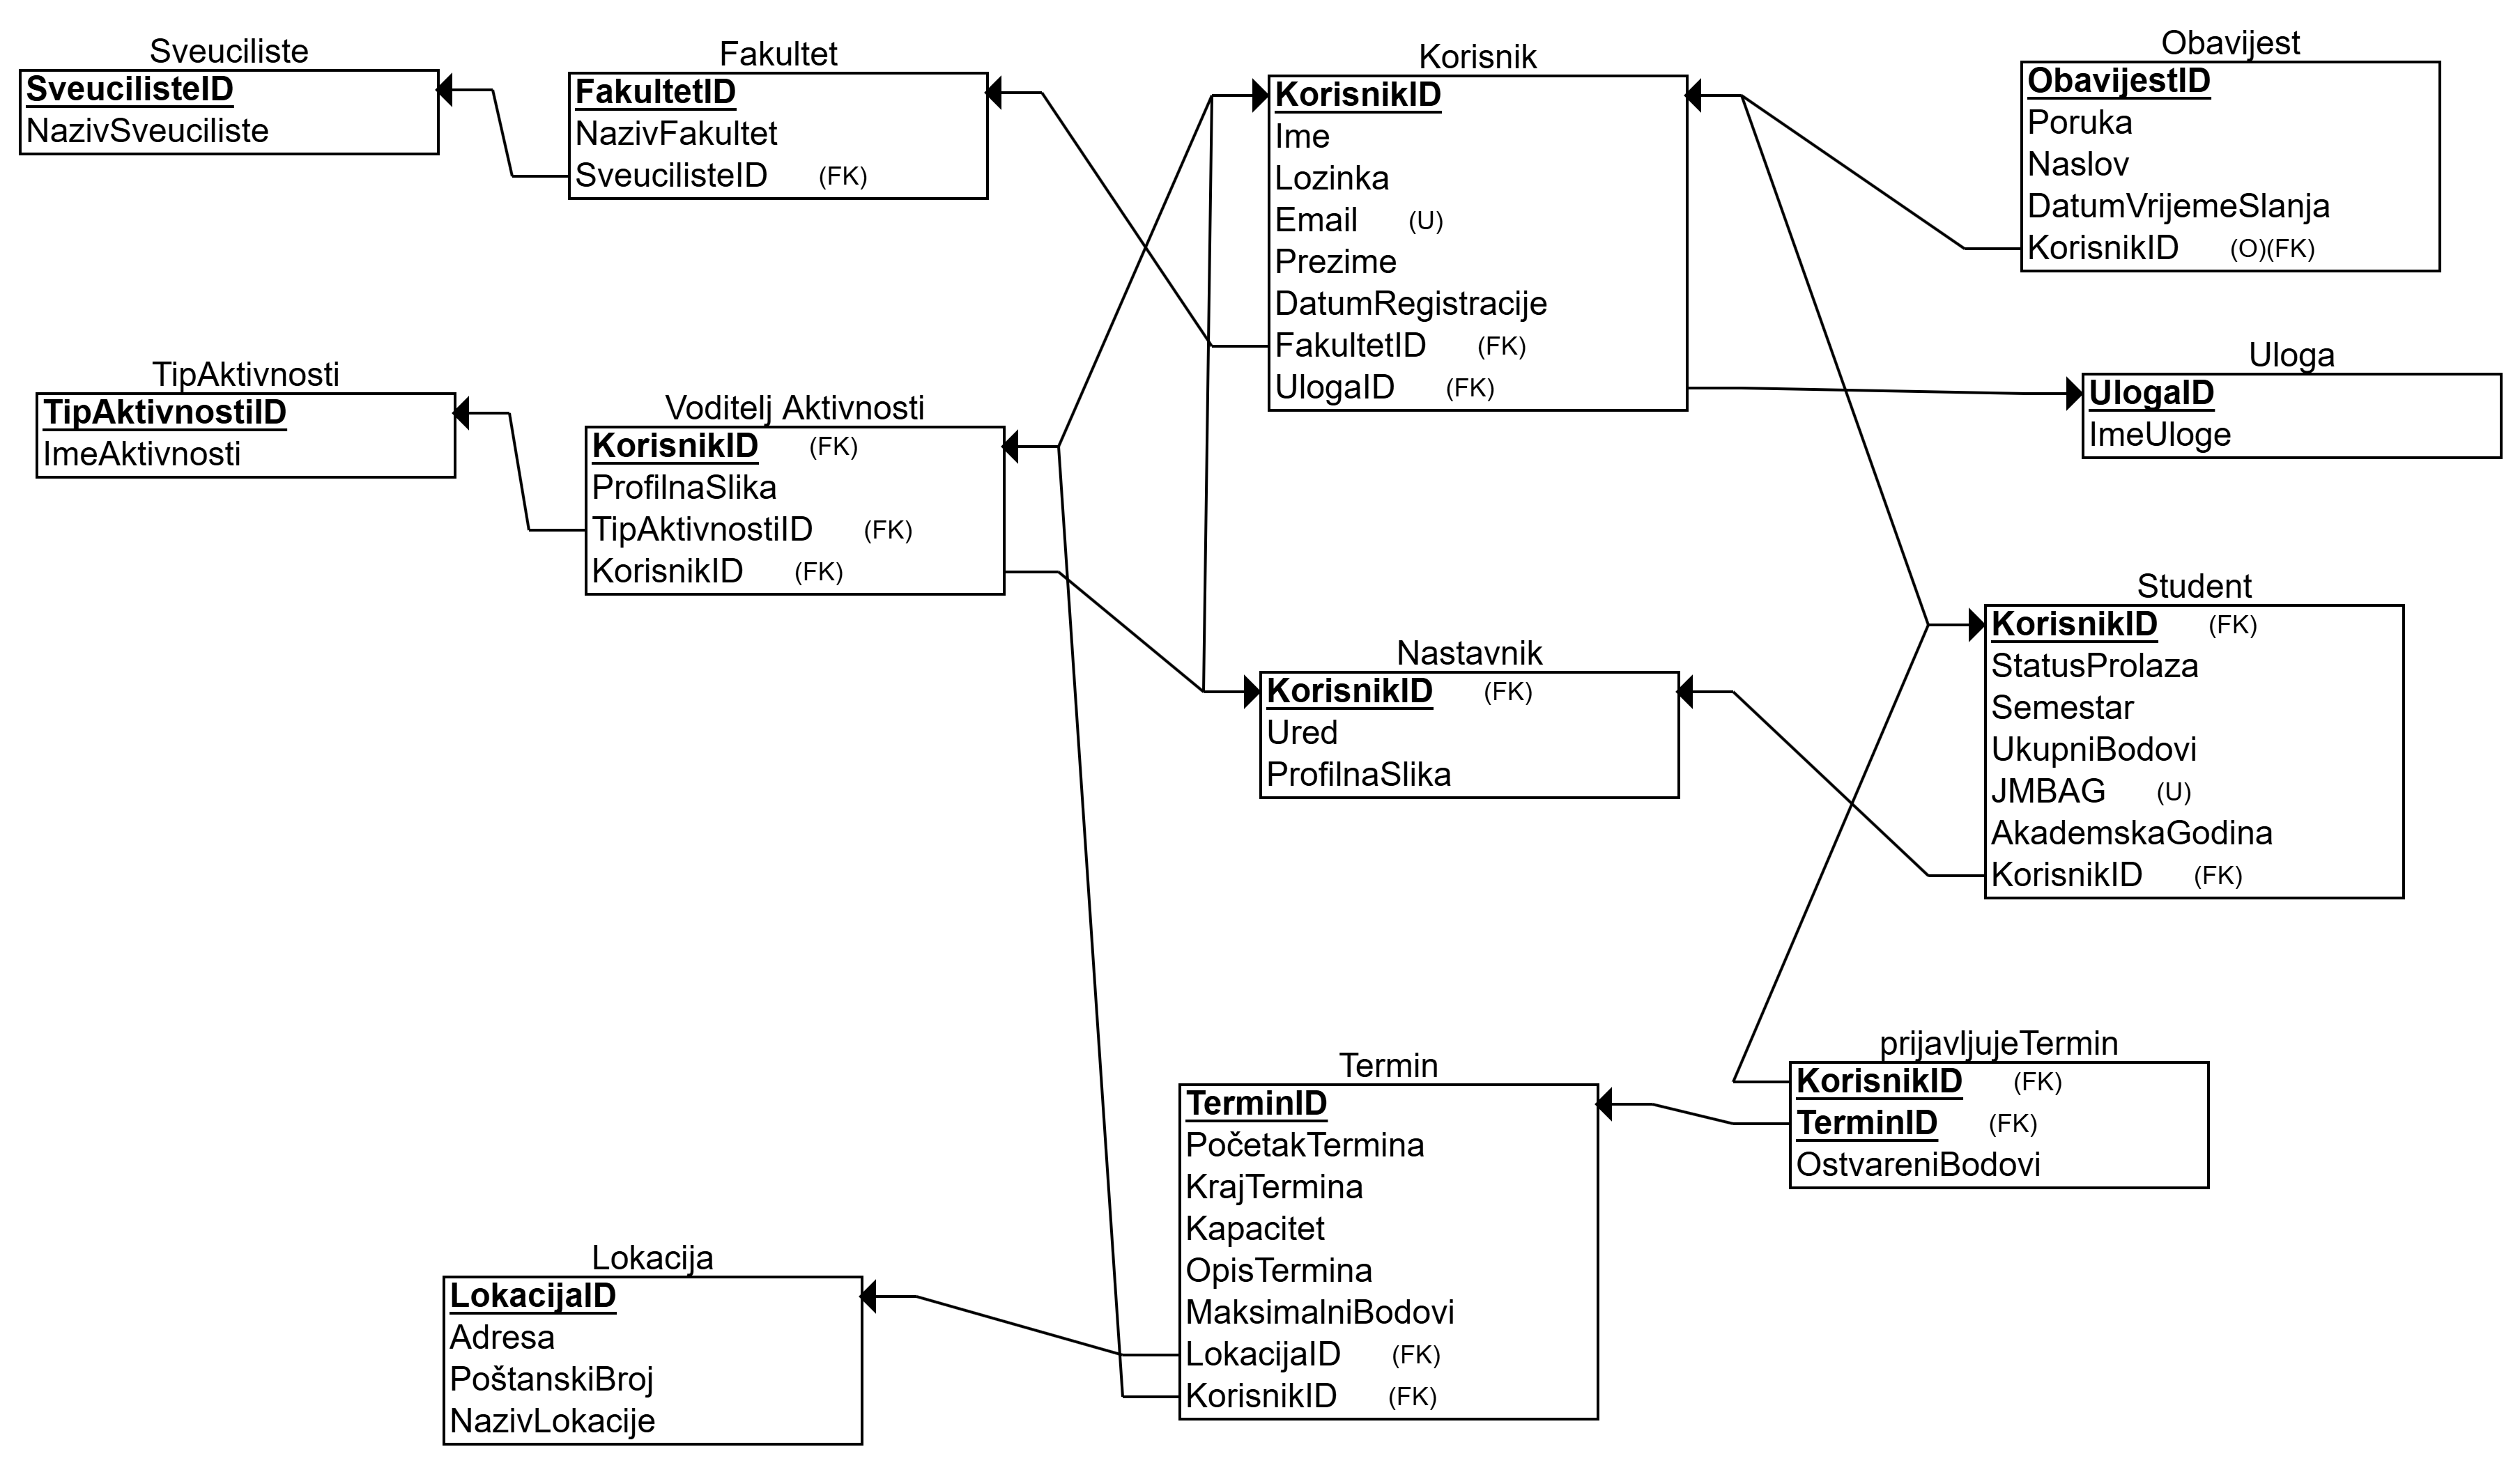 Sveuciliste
SveucilisteID
NazivSveuciliste
Fakultet
FakultetID
NazivFakultet
SveucilisteID (FK)
Korisnik
KorisnikID
Ime
Lozinka
Email (U)
Prezime
DatumRegistracije
FakultetID (FK)
UlogaID (FK)
Obavijest
ObavijestID
Poruka
Naslov
DatumVrijemeSlanja
KorisnikID (O)(FK)
TipAktivnosti
TipAktivnostiID
ImeAktivnosti
Voditelj Aktivnosti
KorisnikID (FK)
ProfilnaSlika
TipAktivnostiID (FK)
KorisnikID (FK)
Uloga
UlogaID
ImeUloge
Nastavnik
KorisnikID (FK)
Ured
ProfilnaSlika
Student
KorisnikID (FK)
StatusProlaza
Semestar
UkupniBodovi
JMBAG (U)
AkademskaGodina
KorisnikID (FK)
Termin
TerminID
PočetakTermina
KrajTermina
Kapacitet
OpisTermina
MaksimalniBodovi
LokacijaID (FK)
KorisnikID (FK)
prijavljujeTermin
KorisnikID (FK)
TerminID (FK)
OstvareniBodovi
Lokacija
LokacijaID
Adresa
PoštanskiBroj
NazivLokacije